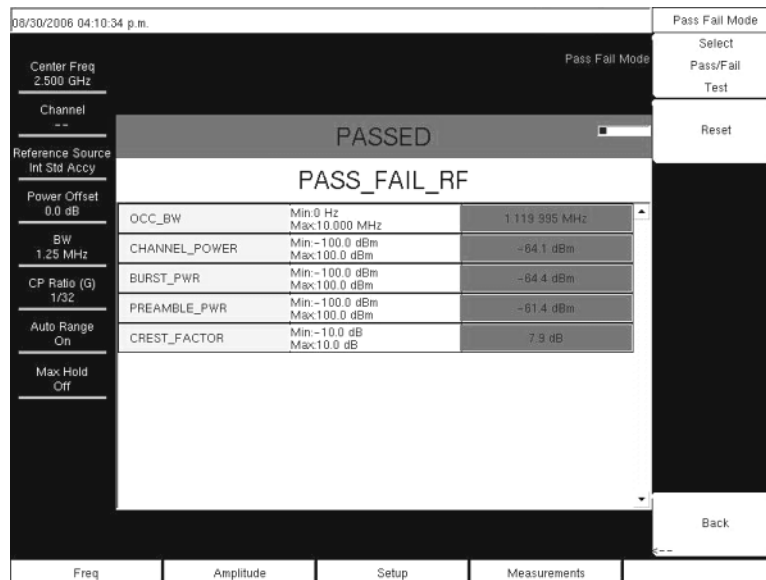 08/30/2006 04:10:34 p.m.
Pass Fail Mode
Select
Pass/Fail
Test
Reset
Back
<--
Pass Fail Mode
Center Freq
2.500 GHz
Channel
--
Reference Source
Int Std Accy
Power Offset
0.0 dB
BW
1.25 MHz
CP Ratio (G)
1/32
Auto Range
On
Max Hold
Off
PASSED
PASS_FAIL_RF
OCC_BW Min:0 Hz 1.119 995 MHz
Max:10.000 MHz
CHANNEL_POWER Min:-100.0 dBm -64.1 dBm
Max:100.0 dBm
BURST_PWR Min:-100.0 dBm -64.4 dBm
Max:100.0 dBm
PREAMBLE_PWR Min:-100.0 dBm -61.4 dBm
Max:100.0 dBm
CREST_FACTOR Min:-10.0 dB 7.9 dB
Max:10.0 dB
Freq Amplitude Setup Measurements